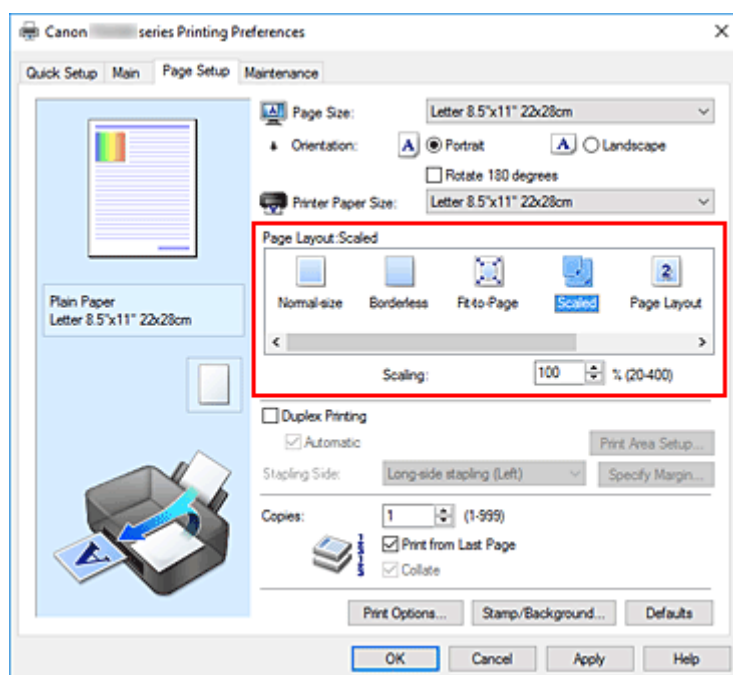 Canon series Printing Preferences
Quick Setup Main Page Setup Maintenance
Page Size: Letter 8.5"x11" 22x28cm
Orientation: A Portrait A Landscape
Rotate 180 degrees
Printer Paper Size: Letter 8.5"x11" 22x28cm
Page Layout:Scaled
2
Normal-size Borderless Fit-to-Page Scaled Page Layout
Plain Paper
Letter 8.5"x11" 22x28cm
Scaling: 100 % (20-400)
Duplex Printing
Automatic Print Area Setup...
Stapling Side: Long-side stapling (Left) Specify Margin...
Copies: 1 (1-999)
Print from Last Page
Collate
A
Print Options... Stamp/Background... Defaults
OK Cancel Apply Help